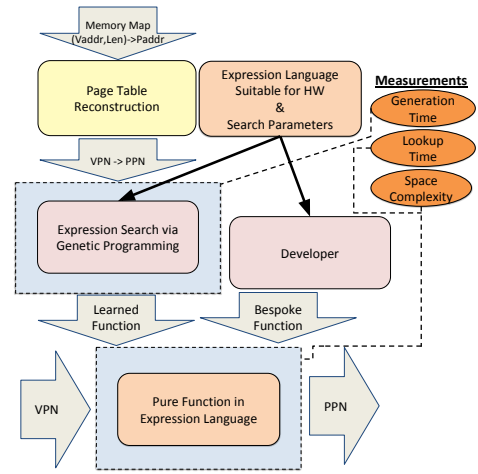 Memory Map
(Vaddr,Len)->Paddr
Page Table
Reconstruction
Expression Language
Suitable for HW
&
Search Parameters
Measurements
Generation
Time
Lookup
Time
Space
Complexity
VPN -> PPN
Expression Search via
Genetic Programming
Developer
Learned
Function
Bespoke
Function
VPN
Pure Function in
Expression Language
PPN